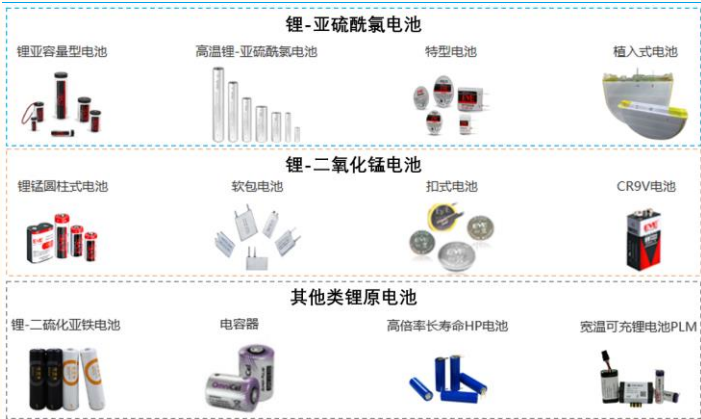 锂-亚硫酰氯电池
锂亚容量型电池
高温锂-亚硫酰氯电池
特型电池
植入式电池
锂-二氧化锰电池
锂锰圆柱式电池
软包电池
扣式电池
CR9V电池
EVE
EVE
其他类锂原电池
锂-二硫化亚铁电池
电容器
高倍率长寿命HP电池
宽温可充锂电池PLM
OmniCel